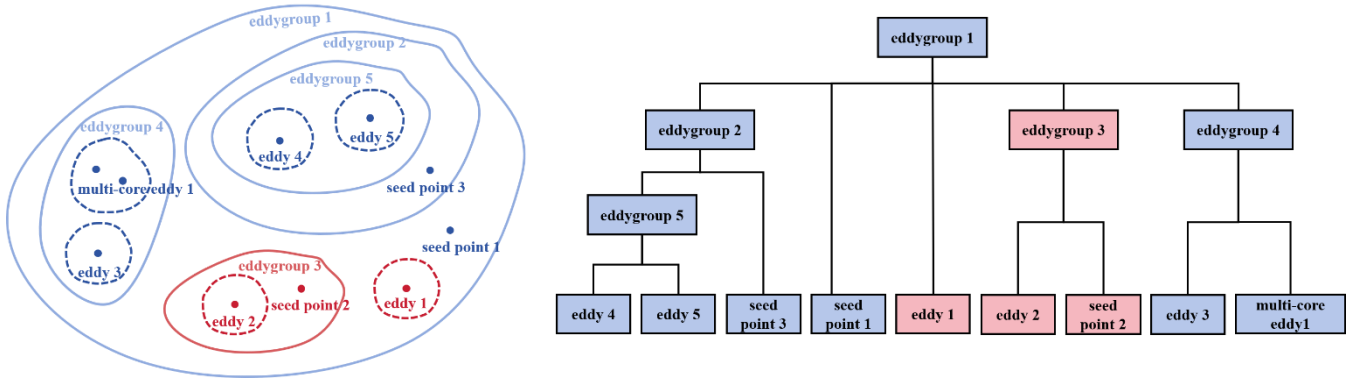 eddygroup 1
eddygroup 2
eddygroup 5
eddygroup 4
eddy 5
eddy 4
multi-core eddy 1
seed point 3
seed point 1
eddy 3
eddygroup 3
seed point 2
eddy 1
eddy 2
eddygroup 1
eddygroup 2
eddygroup 3
eddygroup 4
eddygroup 5
eddy 4
eddy 5
seed
point 3
seed
point 1
eddy 1
eddy 2
seed
point 2
eddy 3
multi-core
eddy1